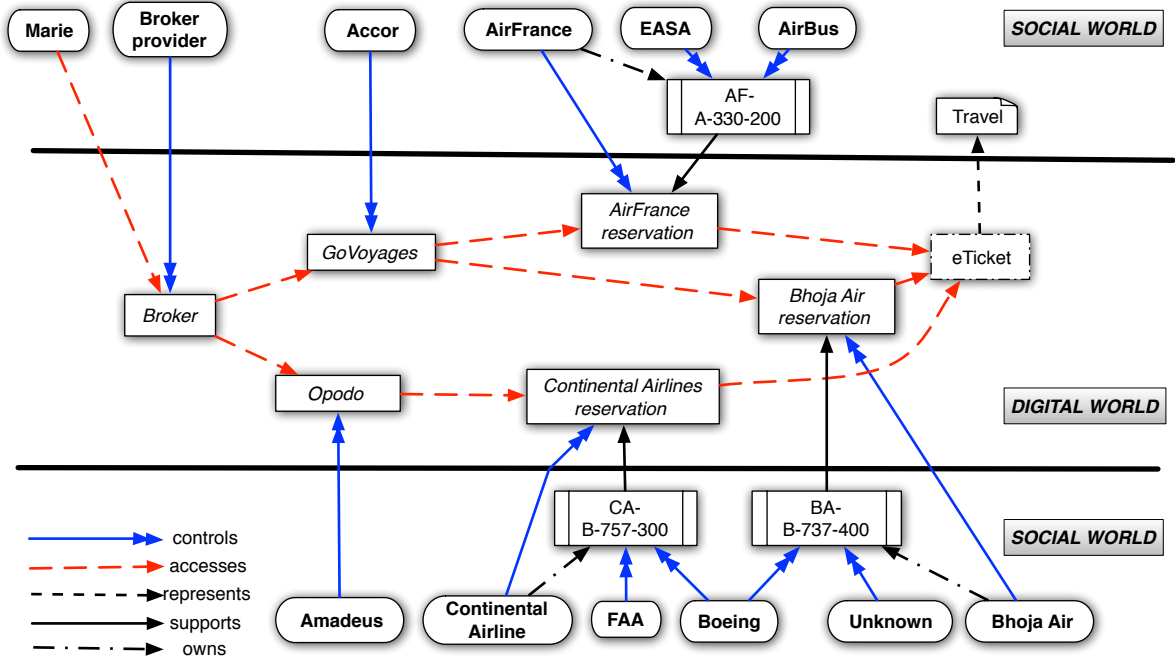 Marie
Broker
provider
Accor
AirFrance
EASA
AirBus
SOCIAL WORLD
AF-
A-330-200
Travel
AirFrance
reservation
GoVoyages
eTicket
Broker
Bhoja Air
reservation
Opodo
Continental Airlines
reservation
DIGITAL WORLD
CA-
B-757-300
BA-
B-737-400
SOCIAL WORLD
controls
accesses
represents
supports
owns
Amadeus
Continental
Airline
FAA
Boeing
Unknown
Bhoja Air